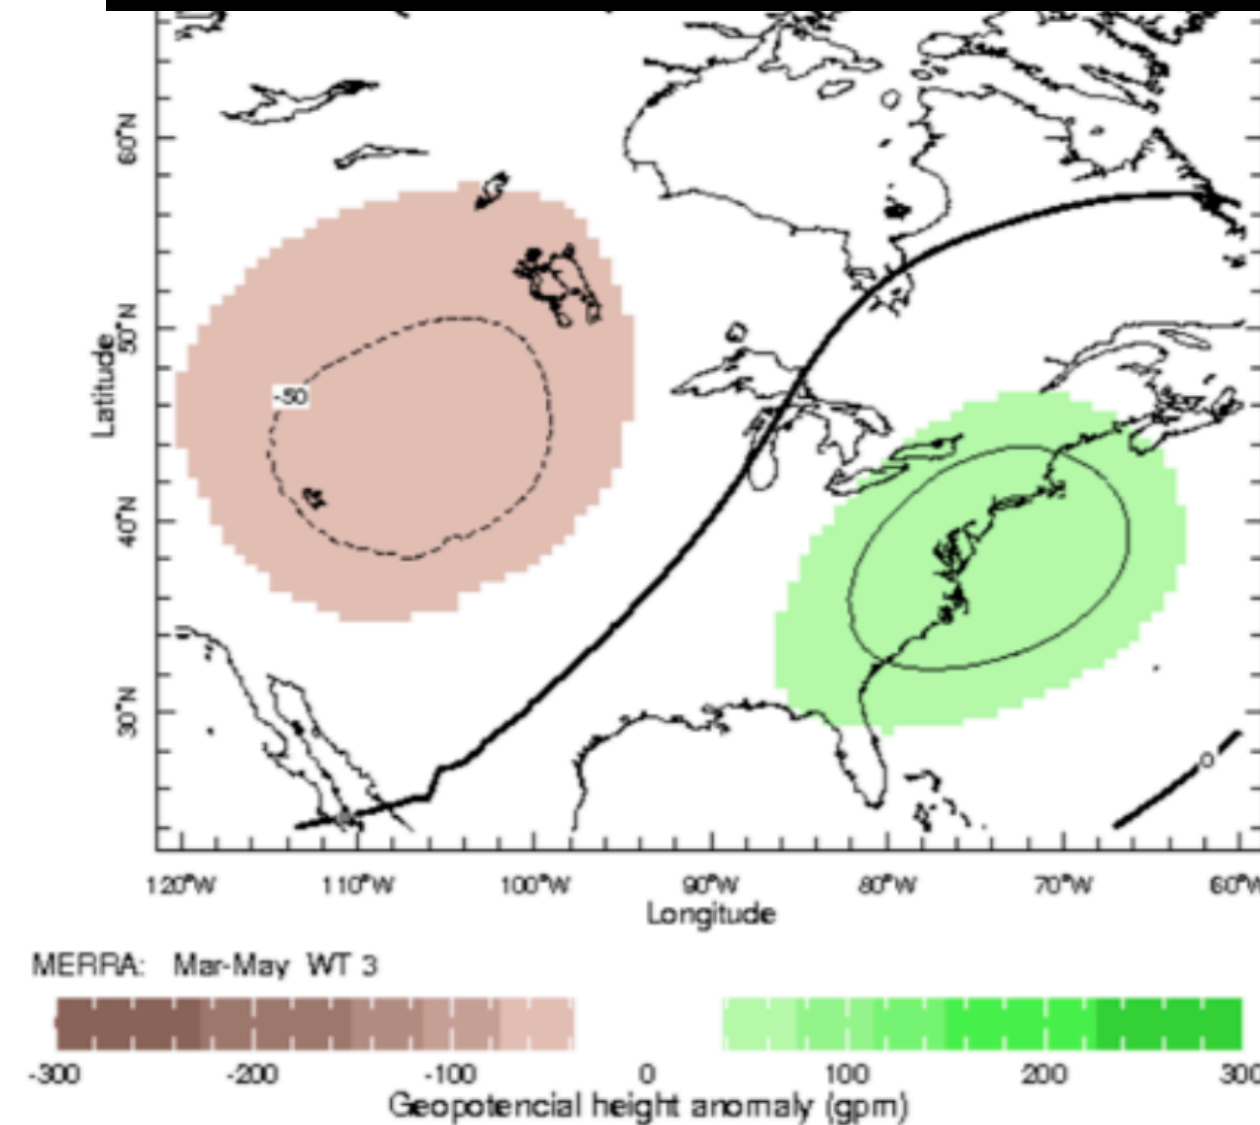 60°N
50°N
40°N
30°N
Latitude
-50
0
120°W 110°W 100°W 90°W 80°W 70°W 60°W
Longitude
MERRA: Mar-May WT 3
-300 -200 -100 0 100 200 300
Geopotencial height anomaly (gpm)